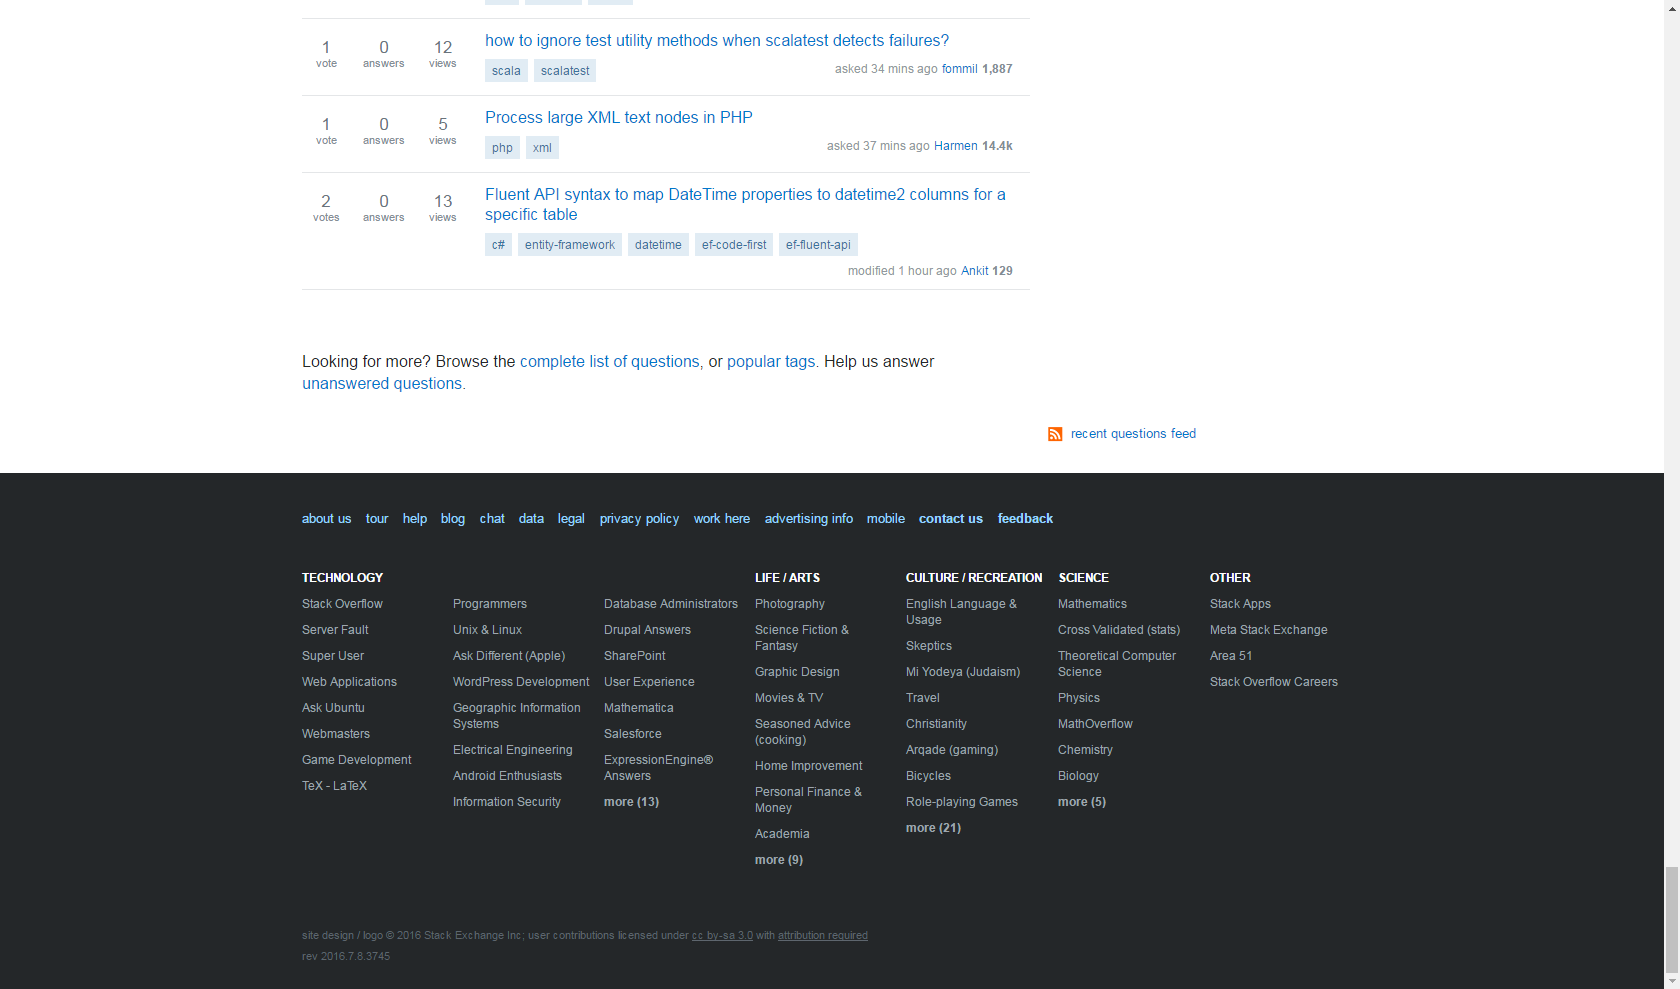 how to ignore test utility methods when scalatest detects failures?
1 0 12
vote answers views
scala scalatest
asked 34 mins ago fommil 1,887
Process large XML text nodes in PHP
1 0 5
vote answers views
php xml
asked 37 mins ago Harmen 14.4k
Fluent API syntax to map DateTime properties to datetime2 columns for a
specific table
2 0 13
votes answers views
c# entity-framework datetime ef-code-first ef-fluent-api
modified 1 hour ago Ankit 129
Looking for more? Browse the complete list of questions, or popular tags. Help us answer
unanswered questions.
recent questions feed
about us tour help blog chat data legal privacy policy work here advertising info mobile contact us feedback
TECHNOLOGY
Stack Overflow
Server Fault
Super User
Web Applications
Ask Ubuntu
Webmasters
Game Development
TeX - LaTeX
Programmers
Unix & Linux
Ask Different (Apple)
WordPress Development
Geographic Information
Systems
Electrical Engineering
Android Enthusiasts
Information Security
Database Administrators
Drupal Answers
SharePoint
User Experience
Mathematica
Salesforce
ExpressionEngine®
Answers
more (13)
LIFE / ARTS
Photography
Science Fiction &
Fantasy
Graphic Design
Movies & TV
Seasoned Advice
(cooking)
Home Improvement
Personal Finance &
Money
Academia
more (9)
CULTURE / RECREATION
English Language &
Usage
Skeptics
Mi Yodeya (Judaism)
Travel
Christianity
Arqade (gaming)
Bicycles
Role-playing Games
more (21)
SCIENCE
Mathematics
Cross Validated (stats)
Theoretical Computer
Science
Physics
MathOverflow
Chemistry
Biology
more (5)
OTHER
Stack Apps
Meta Stack Exchange
Area 51
Stack Overflow Careers
site design / logo © 2016 Stack Exchange Inc; user contributions licensed under cc by-sa 3.0 with attribution required
rev 2016.7.8.3745